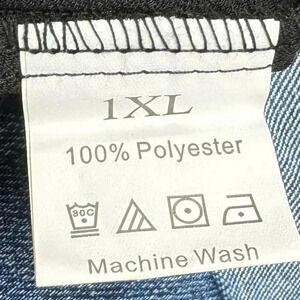 1XL
100% Polyester
30C
Machine Wash